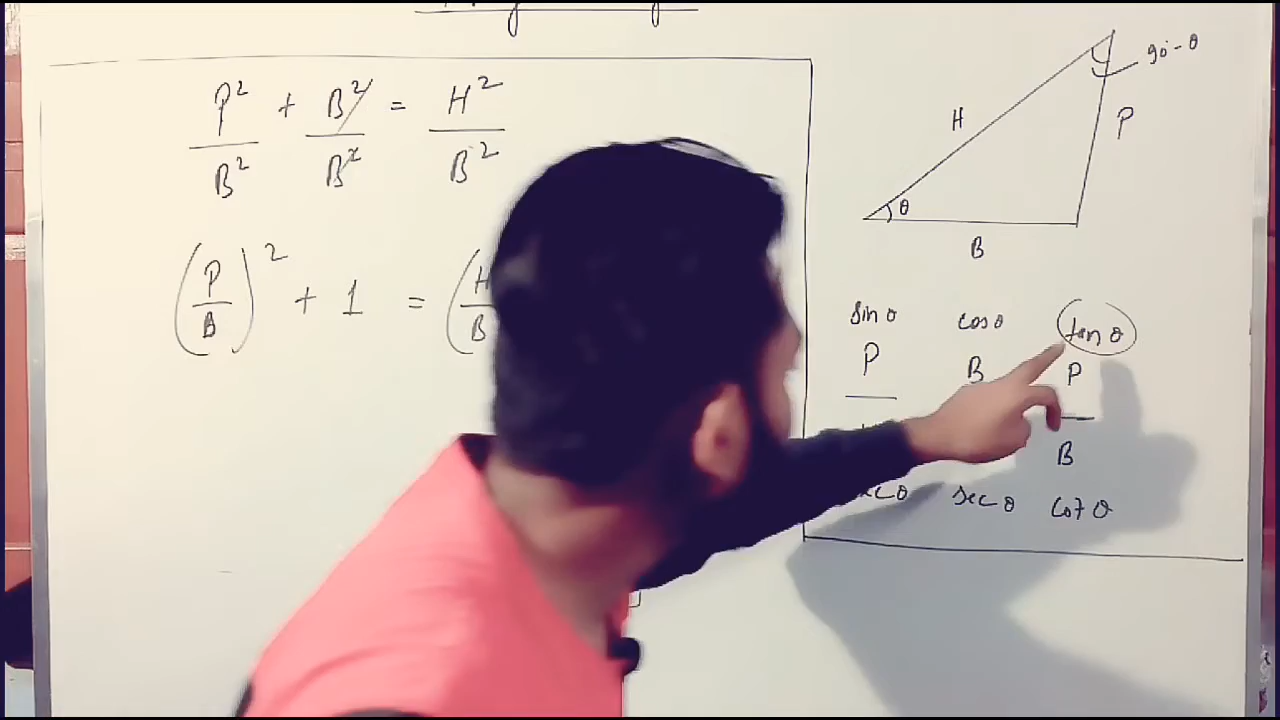 P²/B² + B²/B² = H²/B²
(P/B)² + 1 = (H/B
90° - θ
H
P
θ
B
sin θ cos θ tan θ
P B P
B
sec θ cot θ